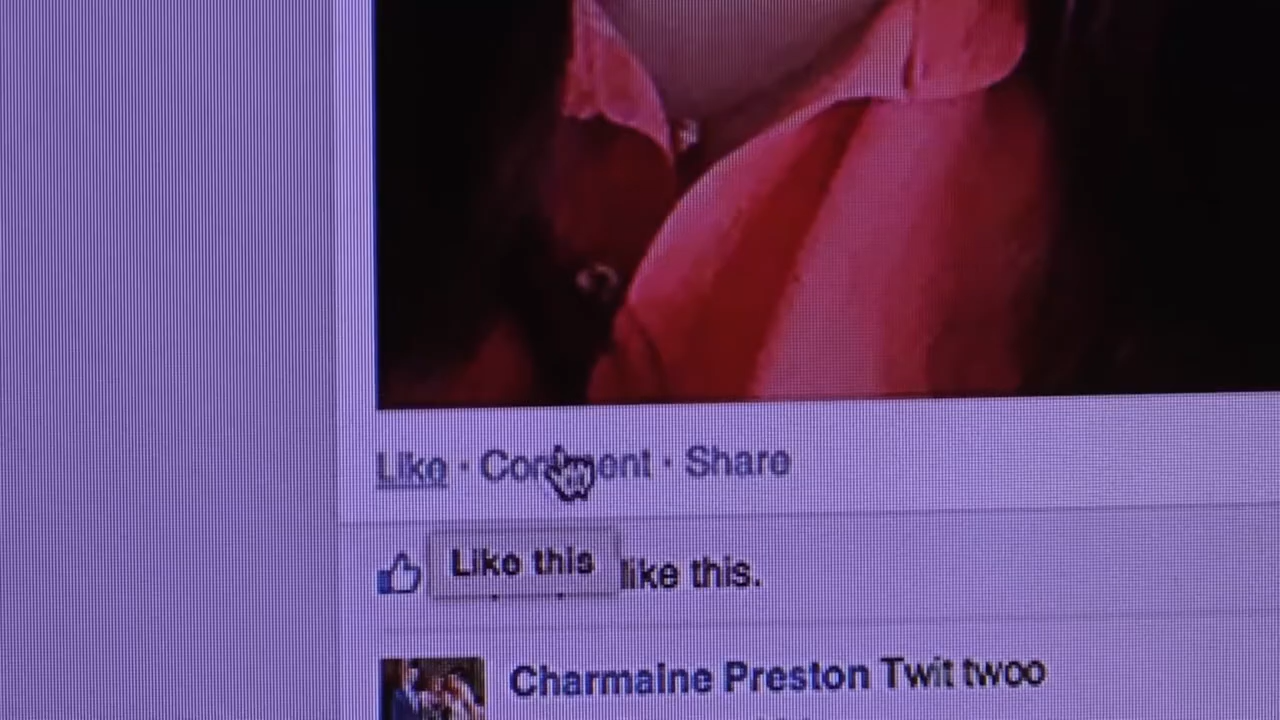 Like · Comment · Share
Like this like this.
Charmaine Preston Twit twoo